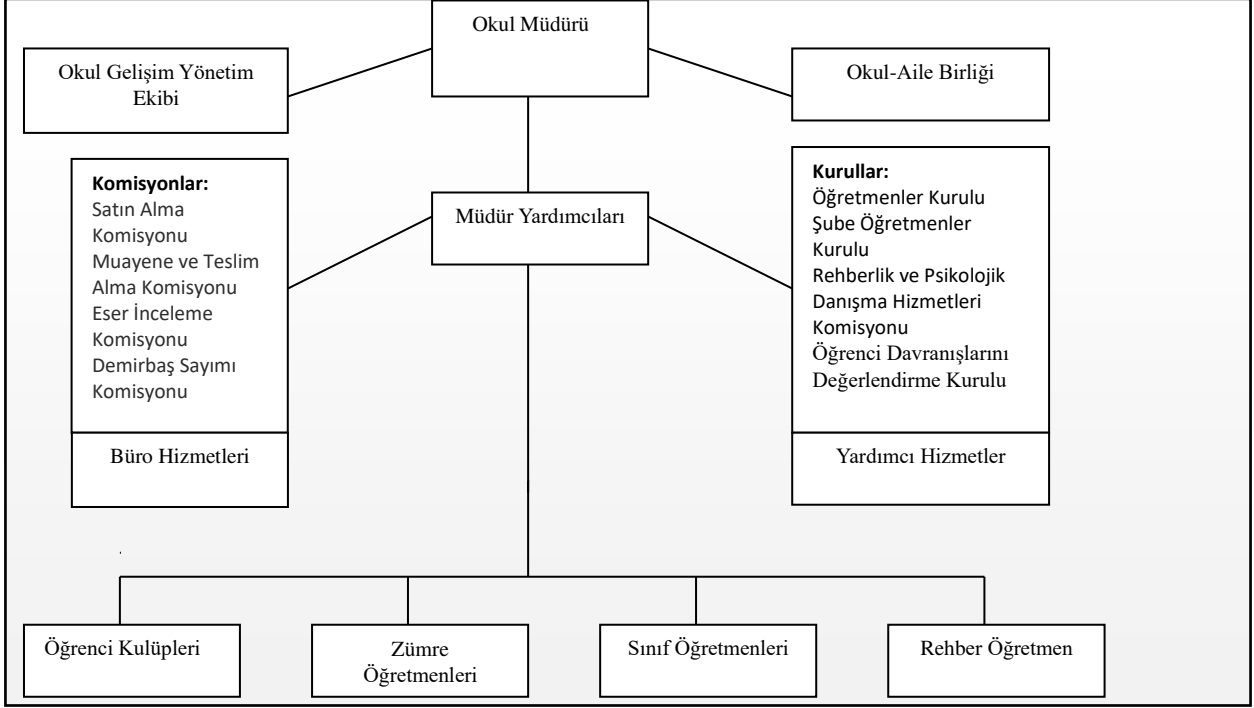 Okul Müdürü
Okul Gelişim Yönetim
Ekibi
Okul-Aile Birliği
Komisyonlar:
Satın Alma
Komisyonu
Muayene ve Teslim
Alma Komisyonu
Eser İnceleme
Komisyonu
Demirbaş Sayımı
Komisyonu
Müdür Yardımcıları
Kurullar:
Öğretmenler Kurulu
Şube Öğretmenler
Kurulu
Rehberlik ve Psikolojik
Danışma Hizmetleri
Komisyonu
Öğrenci Davranışlarını
Değerlendirme Kurulu
Büro Hizmetleri
Yardımcı Hizmetler
Öğrenci Kulüpleri
Zümre
Öğretmenleri
Sınıf Öğretmenleri
Rehber Öğretmen